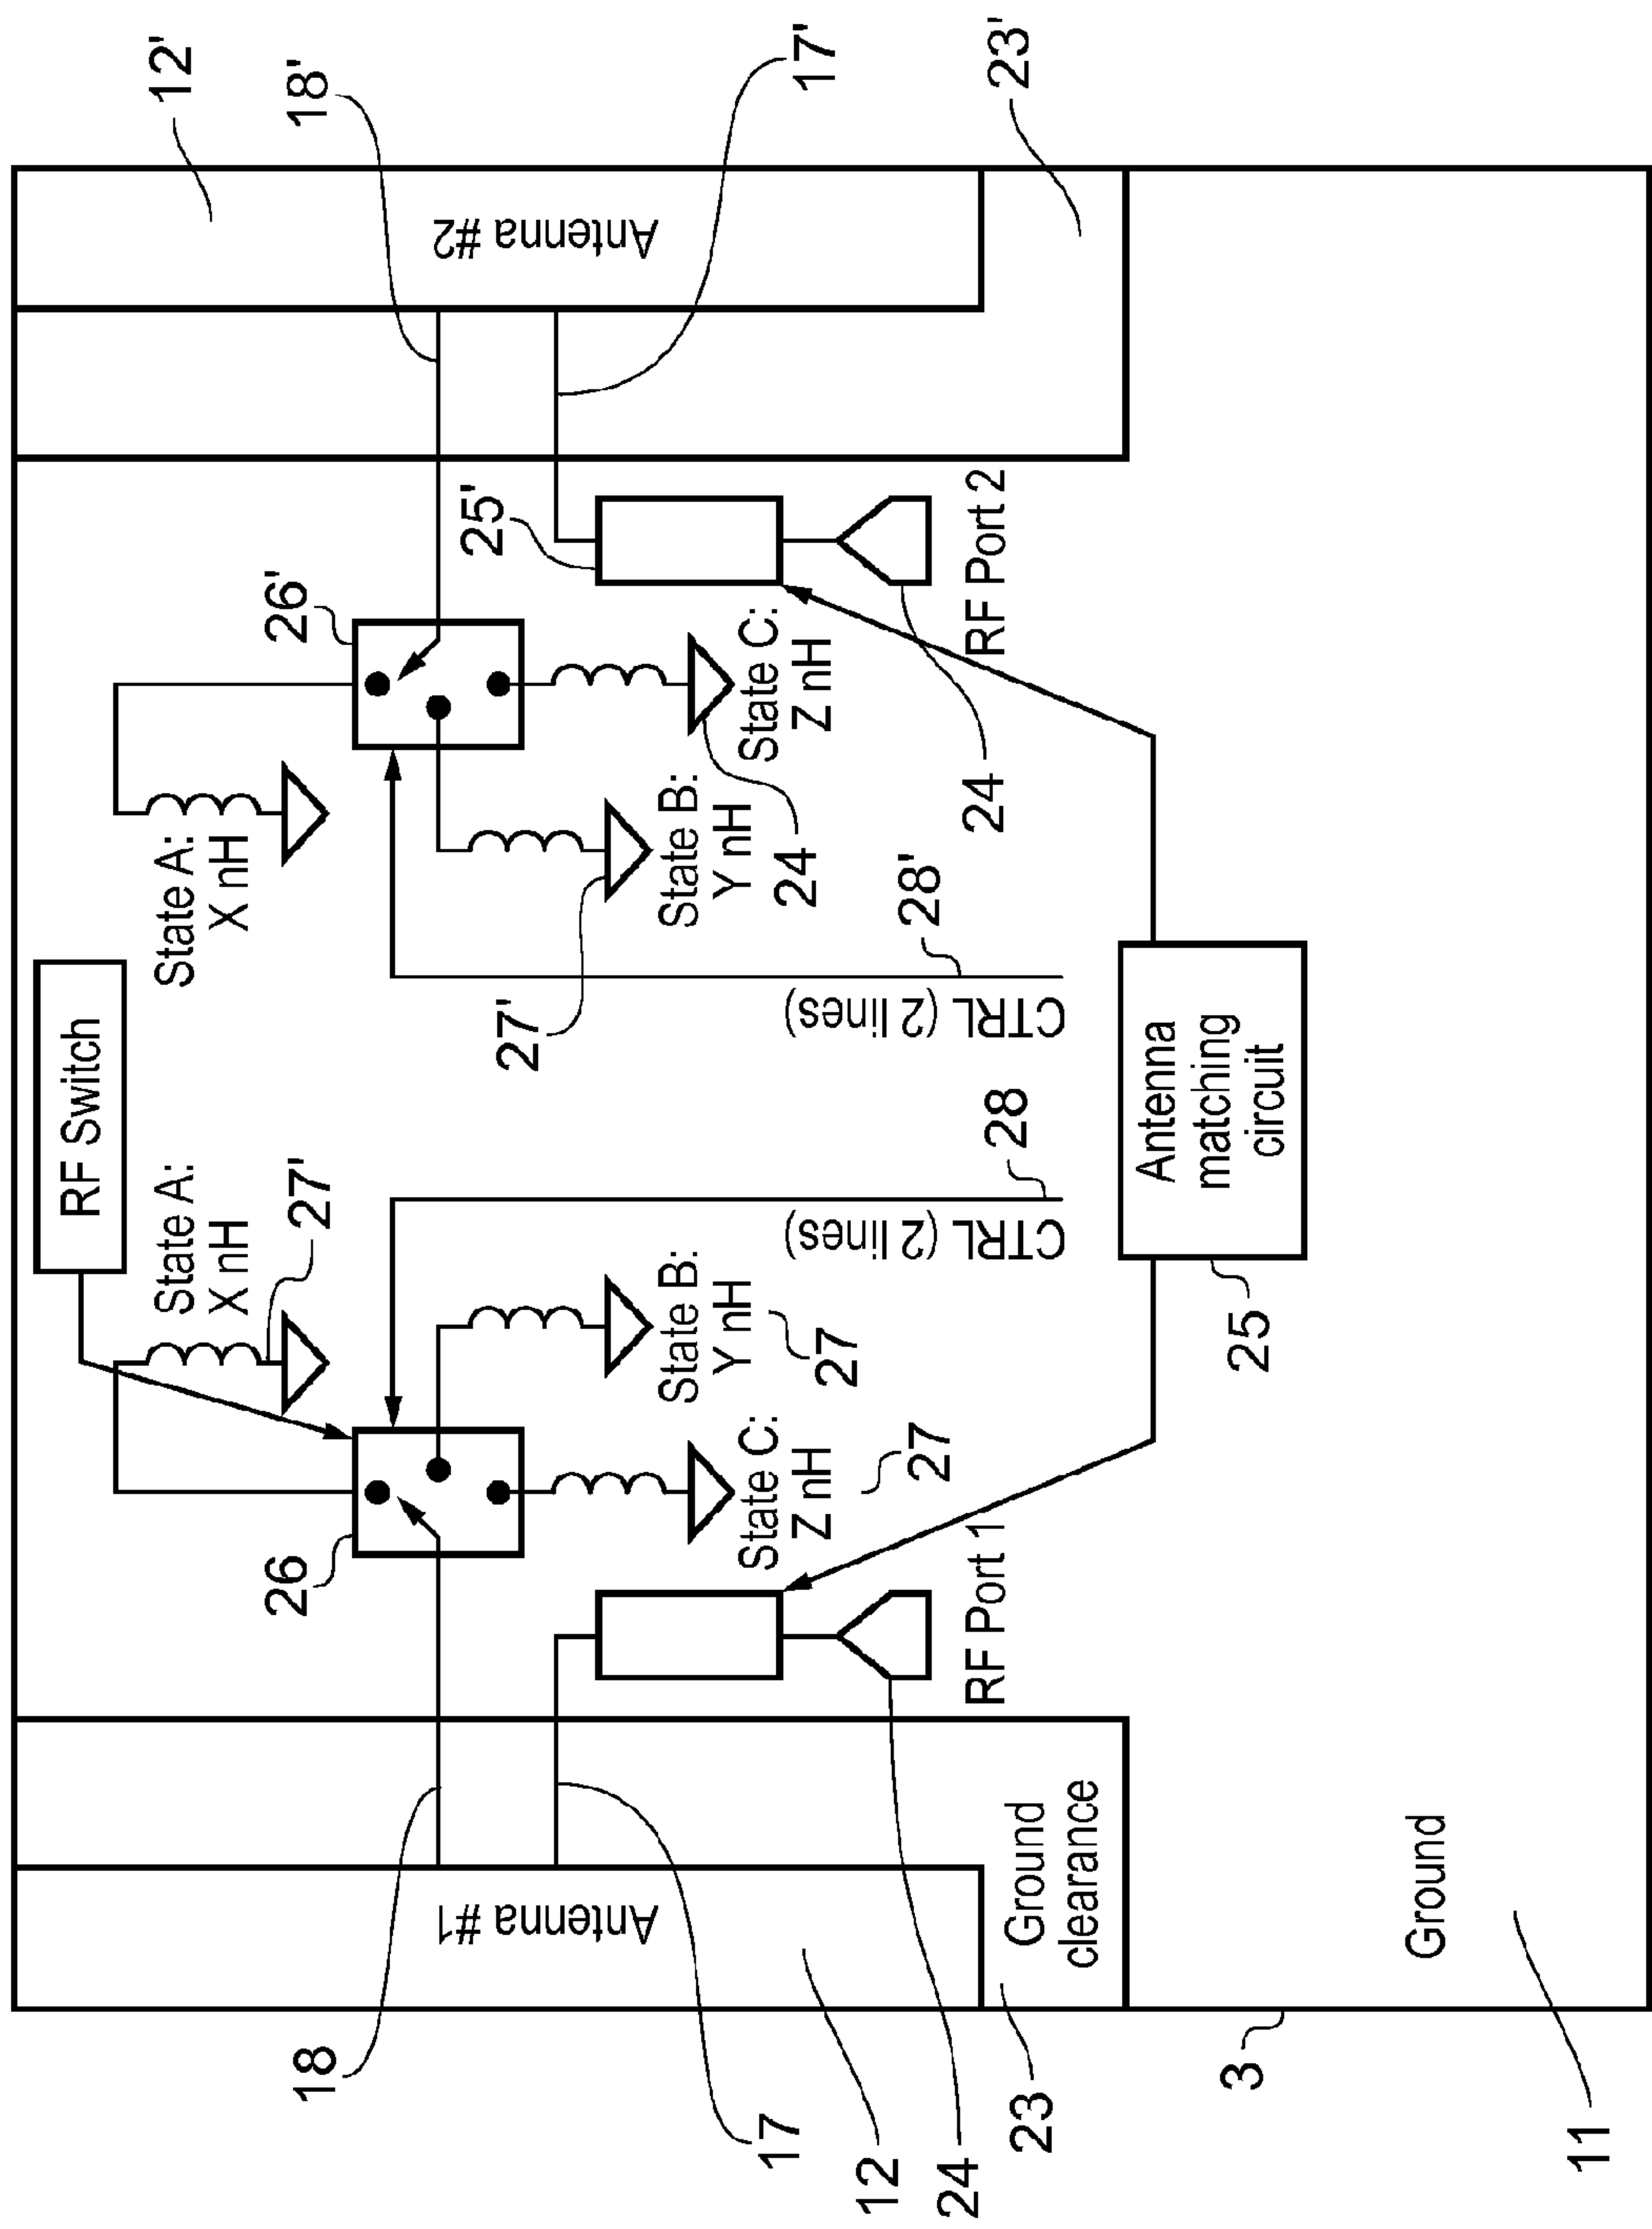 RF Switch
State A:
X nH
State A:
X nH
12'
18
26
27'
26'
18'
25'
27'
Antenna #1
Antenna #2
State B:
Y nH
27
State B:
Y nH
24
State C:
Z nH
27
State C:
Z nH
17
17'
12
CTRL (2 lines)
CTRL (2 lines)
28
28'
24
24
RF Port 1
RF Port 2
23
Ground
clearance
23'
Antenna
matching
circuit
25
3
Ground
11